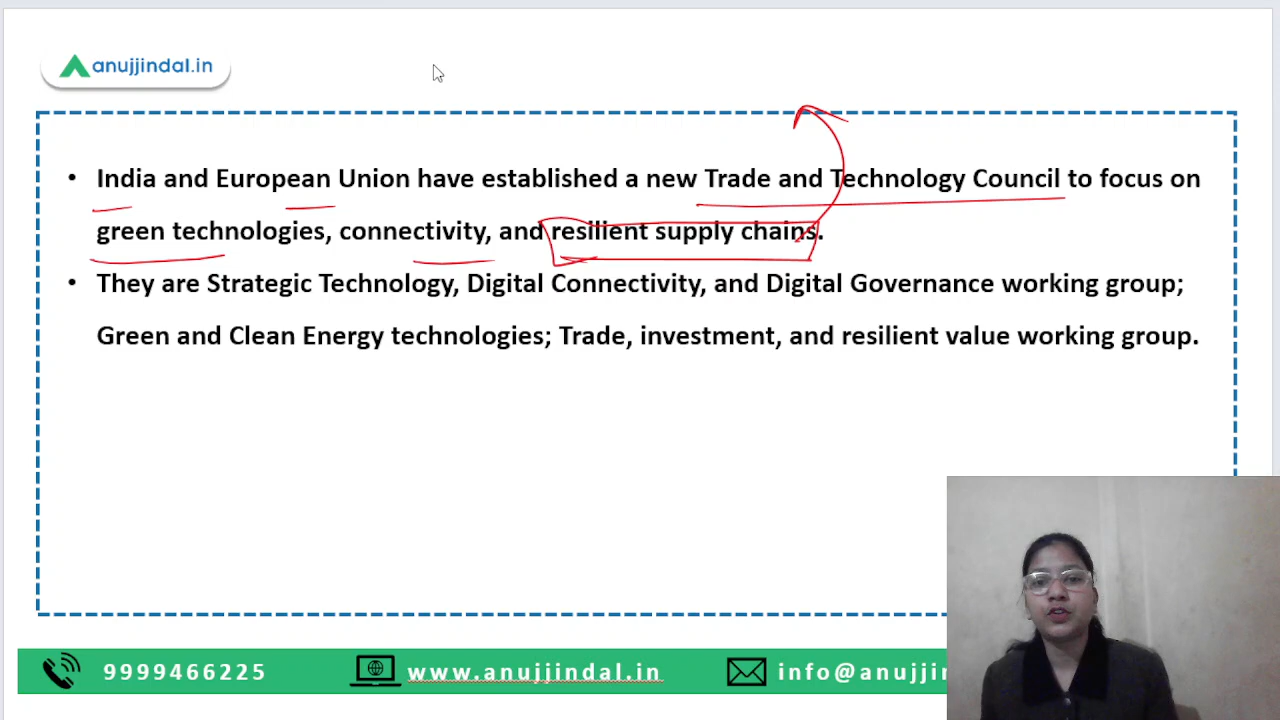 anujjindal.in
• India and European Union have established a new Trade and Technology Council to focus on
green technologies, connectivity, and resilient supply chains.
• They are Strategic Technology, Digital Connectivity, and Digital Governance working group;
Green and Clean Energy technologies; Trade, investment, and resilient value working group.
9999466225 www.anujjindal.in